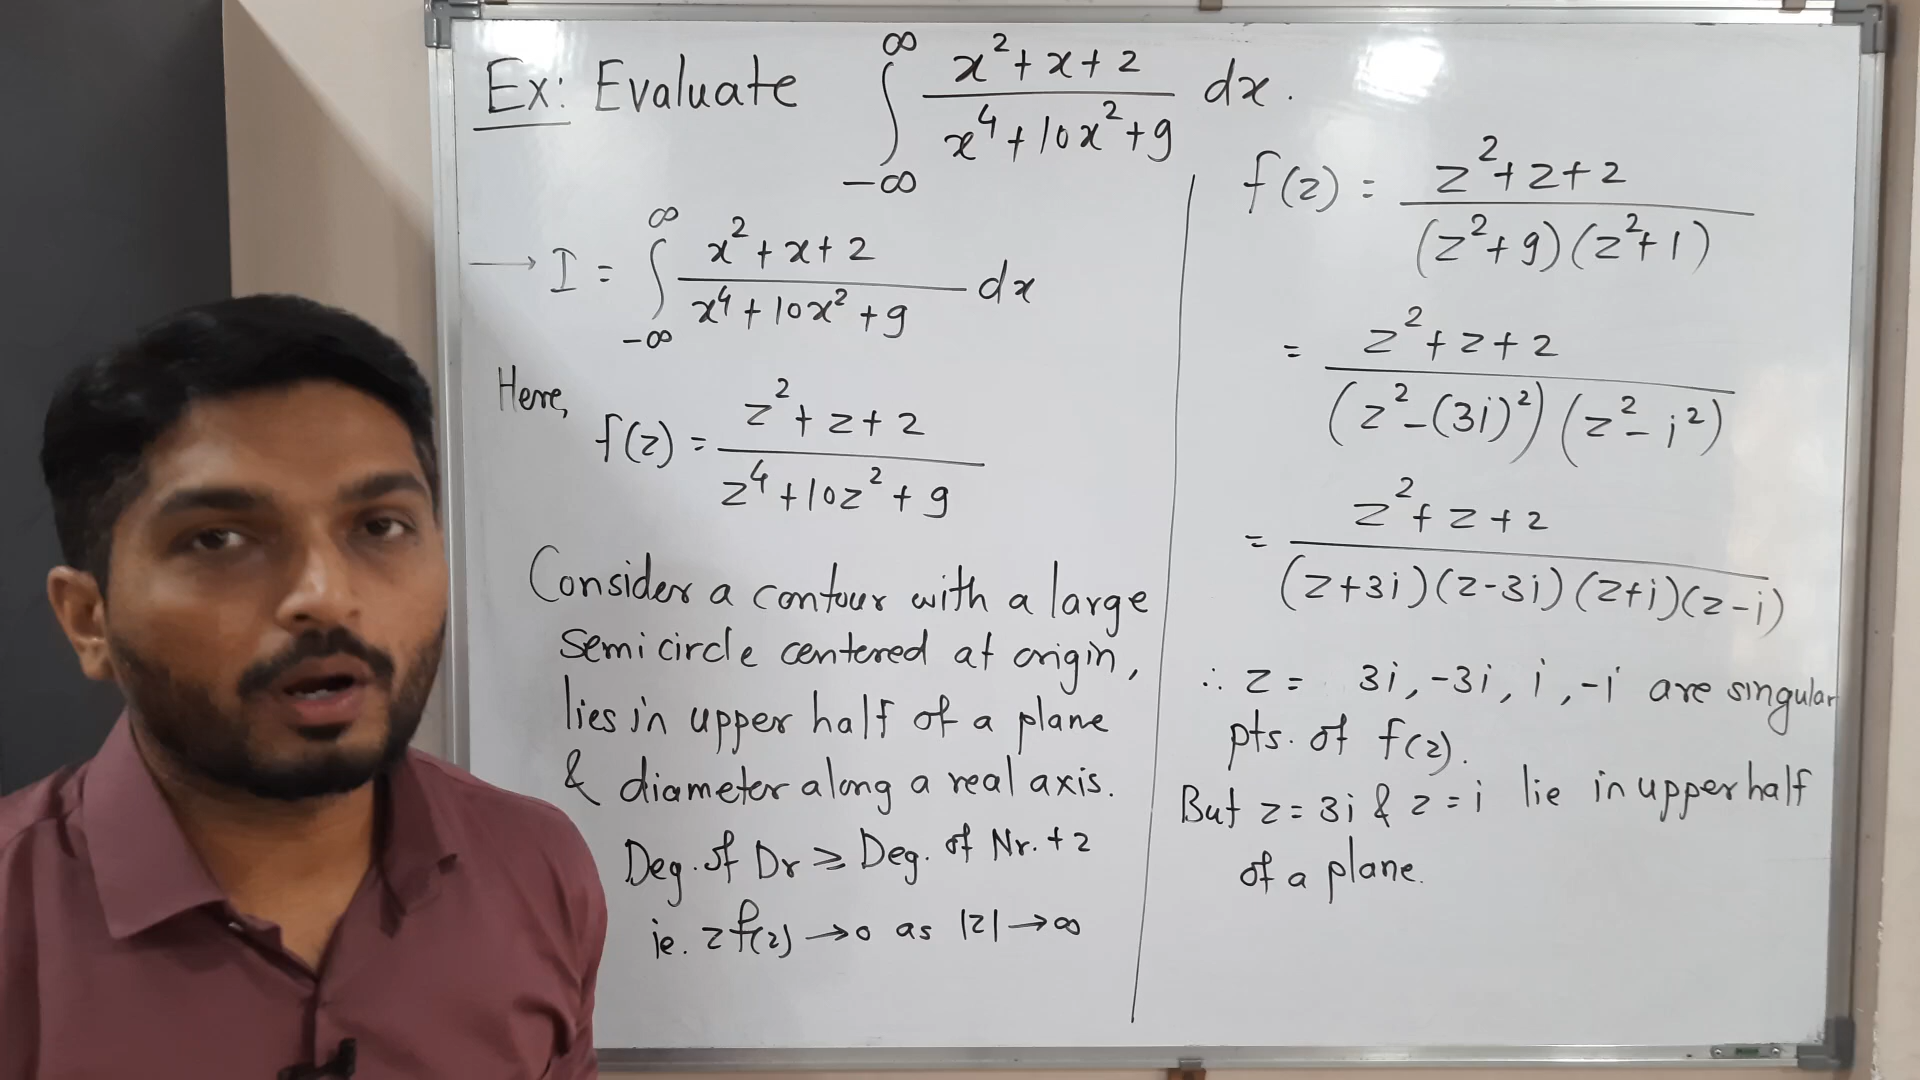 Ex: Evaluate ∫_{-∞}^{∞} (x²+x+2)/(x⁴+10x²+9) dx.
→ I = ∫_{-∞}^{∞} (x²+x+2)/(x⁴+10x²+9) dx
Here,
f(z) = (z²+z+2)/(z⁴+10z²+9)
Consider a contour with a large
semicircle centered at origin,
lies in upper half of a plane
& diameter along a real axis.
Deg. of Dr ≥ Deg. of Nr. + 2
ie. z f(z) → 0 as |z| → ∞
f(z) = (z²+z+2)/((z²+9)(z²+1))
= (z²+z+2)/((z²-(3i)²)(z²-i²))
= (z²+z+2)/((z+3i)(z-3i)(z+i)(z-i))
∴ z = 3i, -3i, i, -i are singular
pts. of f(z).
But z = 3i & z = i lie in upper half
of a plane.